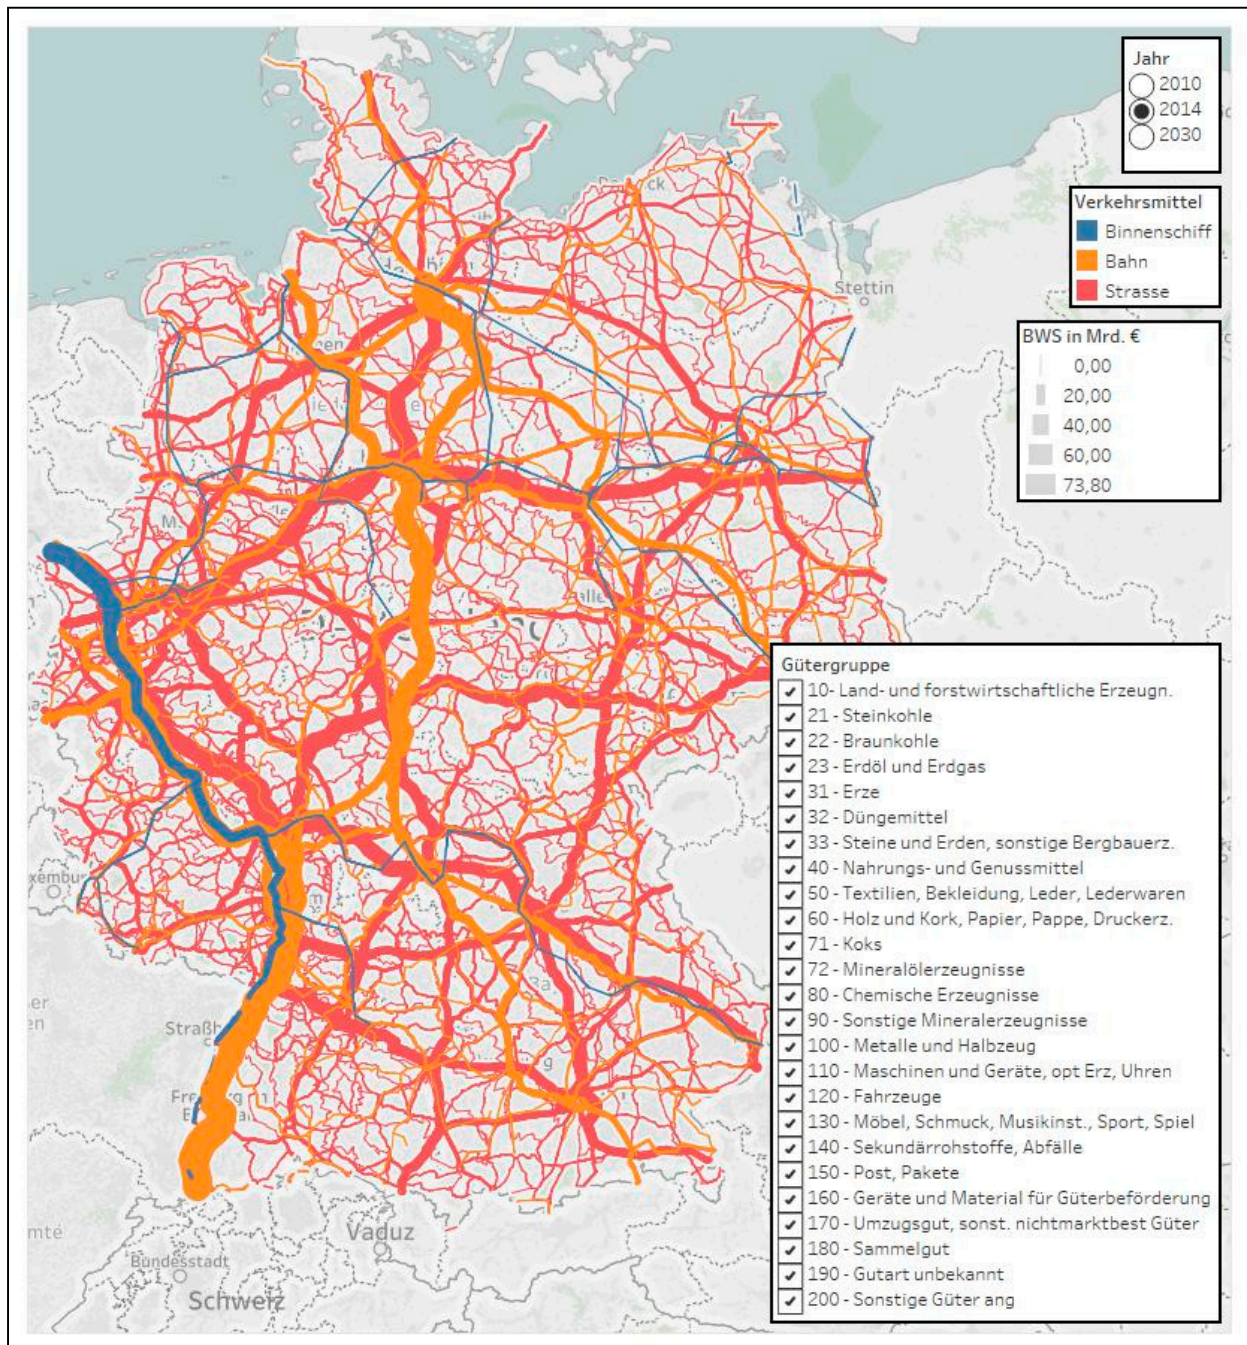 Jahr
2010
2014
2030
Verkehrsmittel
Binnenschiff
Bahn
Strasse
Stettin
BWS in Mrd. €
0,00
20,00
40,00
60,00
73,80
Gütergruppe
10- Land- und forstwirtschaftliche Erzeugn.
21 - Steinkohle
22 - Braunkohle
23 - Erdöl und Erdgas
31 - Erze
32 - Düngemittel
33 - Steine und Erden, sonstige Bergbauerz.
40 - Nahrungs- und Genussmittel
50 - Textilien, Bekleidung, Leder, Lederwaren
60 - Holz und Kork, Papier, Pappe, Druckerz.
71 - Koks
72 - Mineralölerzeugnisse
80 - Chemische Erzeugnisse
90 - Sonstige Mineralerzeugnisse
100 - Metalle und Halbzeug
110 - Maschinen und Geräte, opt Erz, Uhren
120 - Fahrzeuge
130 - Möbel, Schmuck, Musikinst., Sport, Spiel
140 - Sekundärrohstoffe, Abfälle
150 - Post, Pakete
160 - Geräte und Material für Güterbeförderung
170 - Umzugsgut, sonst. nichtmarktbest Güter
180 - Sammelgut
190 - Gutart unbekannt
200 - Sonstige Güter ang
Vaduz
Bundesstadt
Schweiz